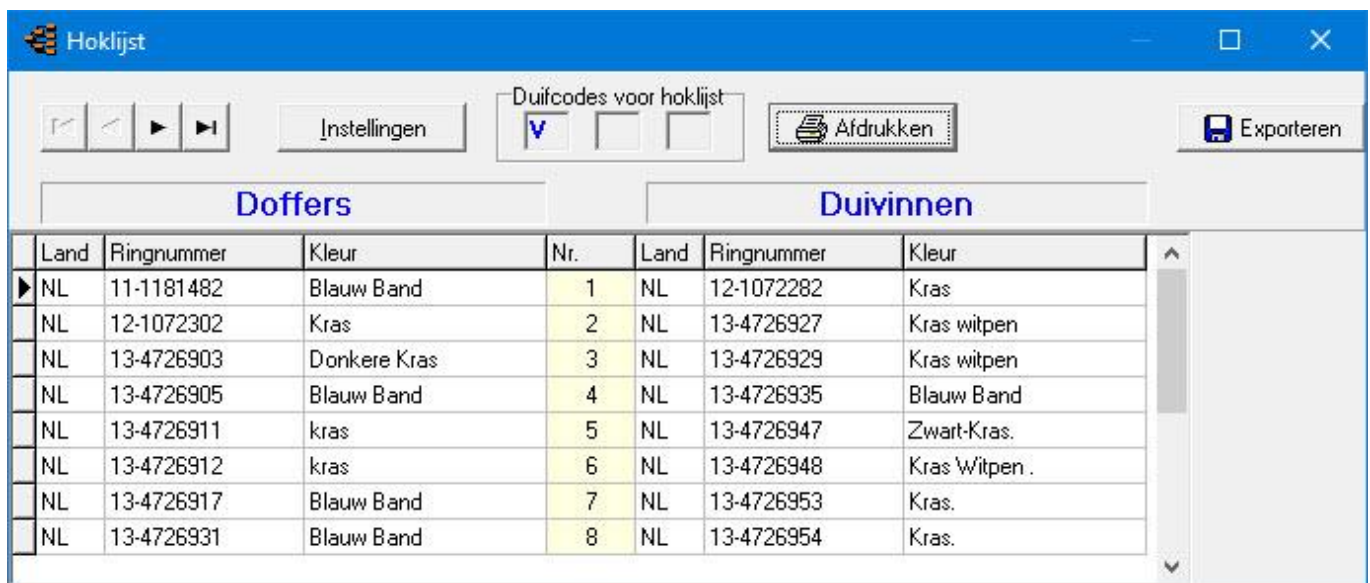 Hoklijst
Duifcodes voor hoklijst
Instellingen V Afdrukken Exporteren
Doffers Duivinnen
Land Ringnummer Kleur Nr. Land Ringnummer Kleur
NL 11-1181482 Blauw Band 1 NL 12-1072282 Kras
NL 12-1072302 Kras 2 NL 13-4726927 Kras witpen
NL 13-4726903 Donkere Kras 3 NL 13-4726929 Kras witpen
NL 13-4726905 Blauw Band 4 NL 13-4726935 Blauw Band
NL 13-4726911 kras 5 NL 13-4726947 Zwart-Kras.
NL 13-4726912 kras 6 NL 13-4726948 Kras Witpen .
NL 13-4726917 Blauw Band 7 NL 13-4726953 Kras.
NL 13-4726931 Blauw Band 8 NL 13-4726954 Kras.